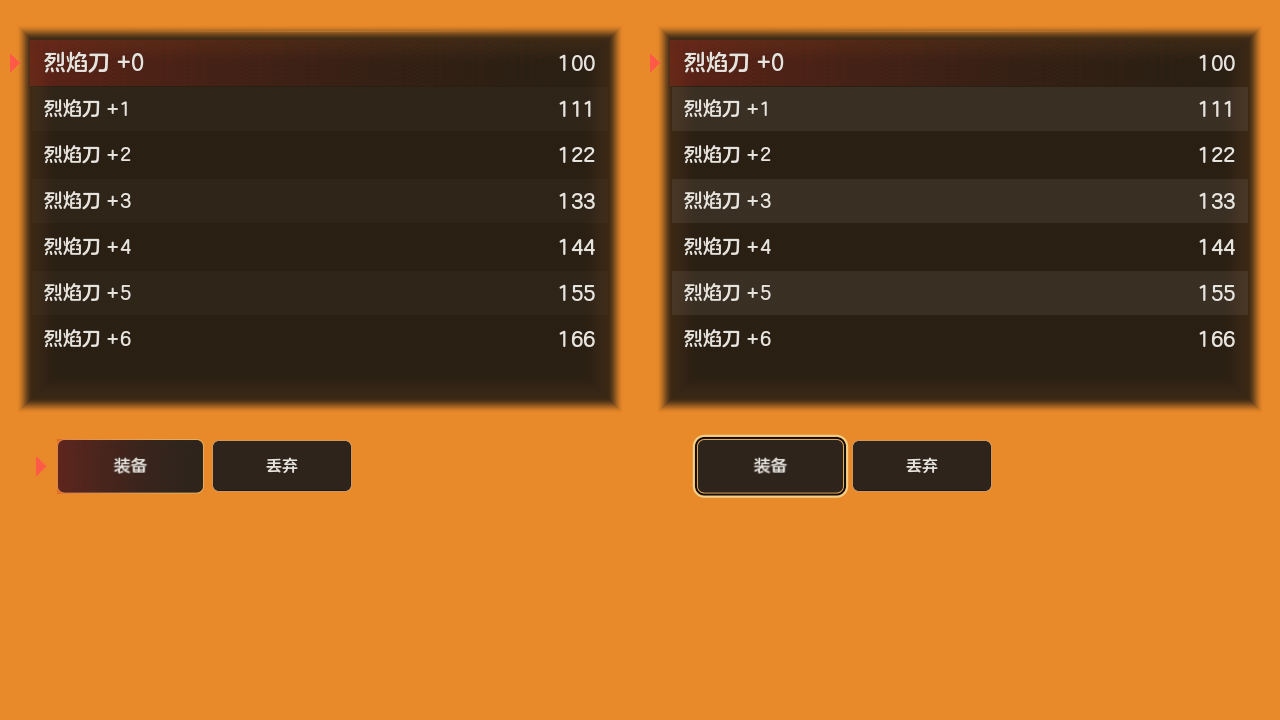 烈焰刀 +0 100
烈焰刀 +1 111
烈焰刀 +2 122
烈焰刀 +3 133
烈焰刀 +4 144
烈焰刀 +5 155
烈焰刀 +6 166
装备 丢弃
烈焰刀 +0 100
烈焰刀 +1 111
烈焰刀 +2 122
烈焰刀 +3 133
烈焰刀 +4 144
烈焰刀 +5 155
烈焰刀 +6 166
装备 丢弃